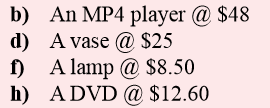 b) An MP4 player @ $48
d) A vase @ $25
f) A lamp @ $8.50
h) A DVD @ $12.60